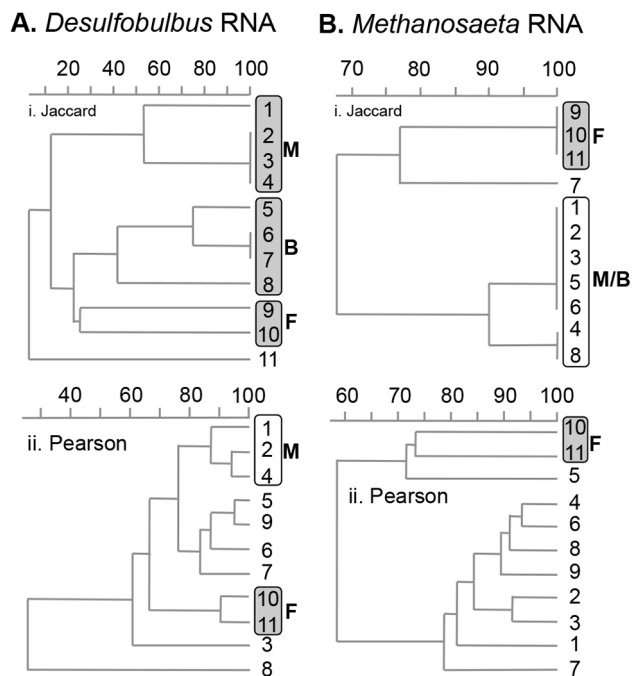 A. Desulfobulbus RNA
20 40 60 80 100
i. Jaccard
1
2
3
4
M
5
6
7
8
B
9
10
F
11
40 60 80 100
ii. Pearson
1
2
4
M
5
9
6
7
10
11
F
3
8
B. Methanosaeta RNA
70 80 90 100
i. Jaccard
9
10
11
F
7
1
2
3
5
6
4
8
M/B
60 70 80 90 100
ii. Pearson
10
11
F
5
4
6
8
9
2
3
1
7